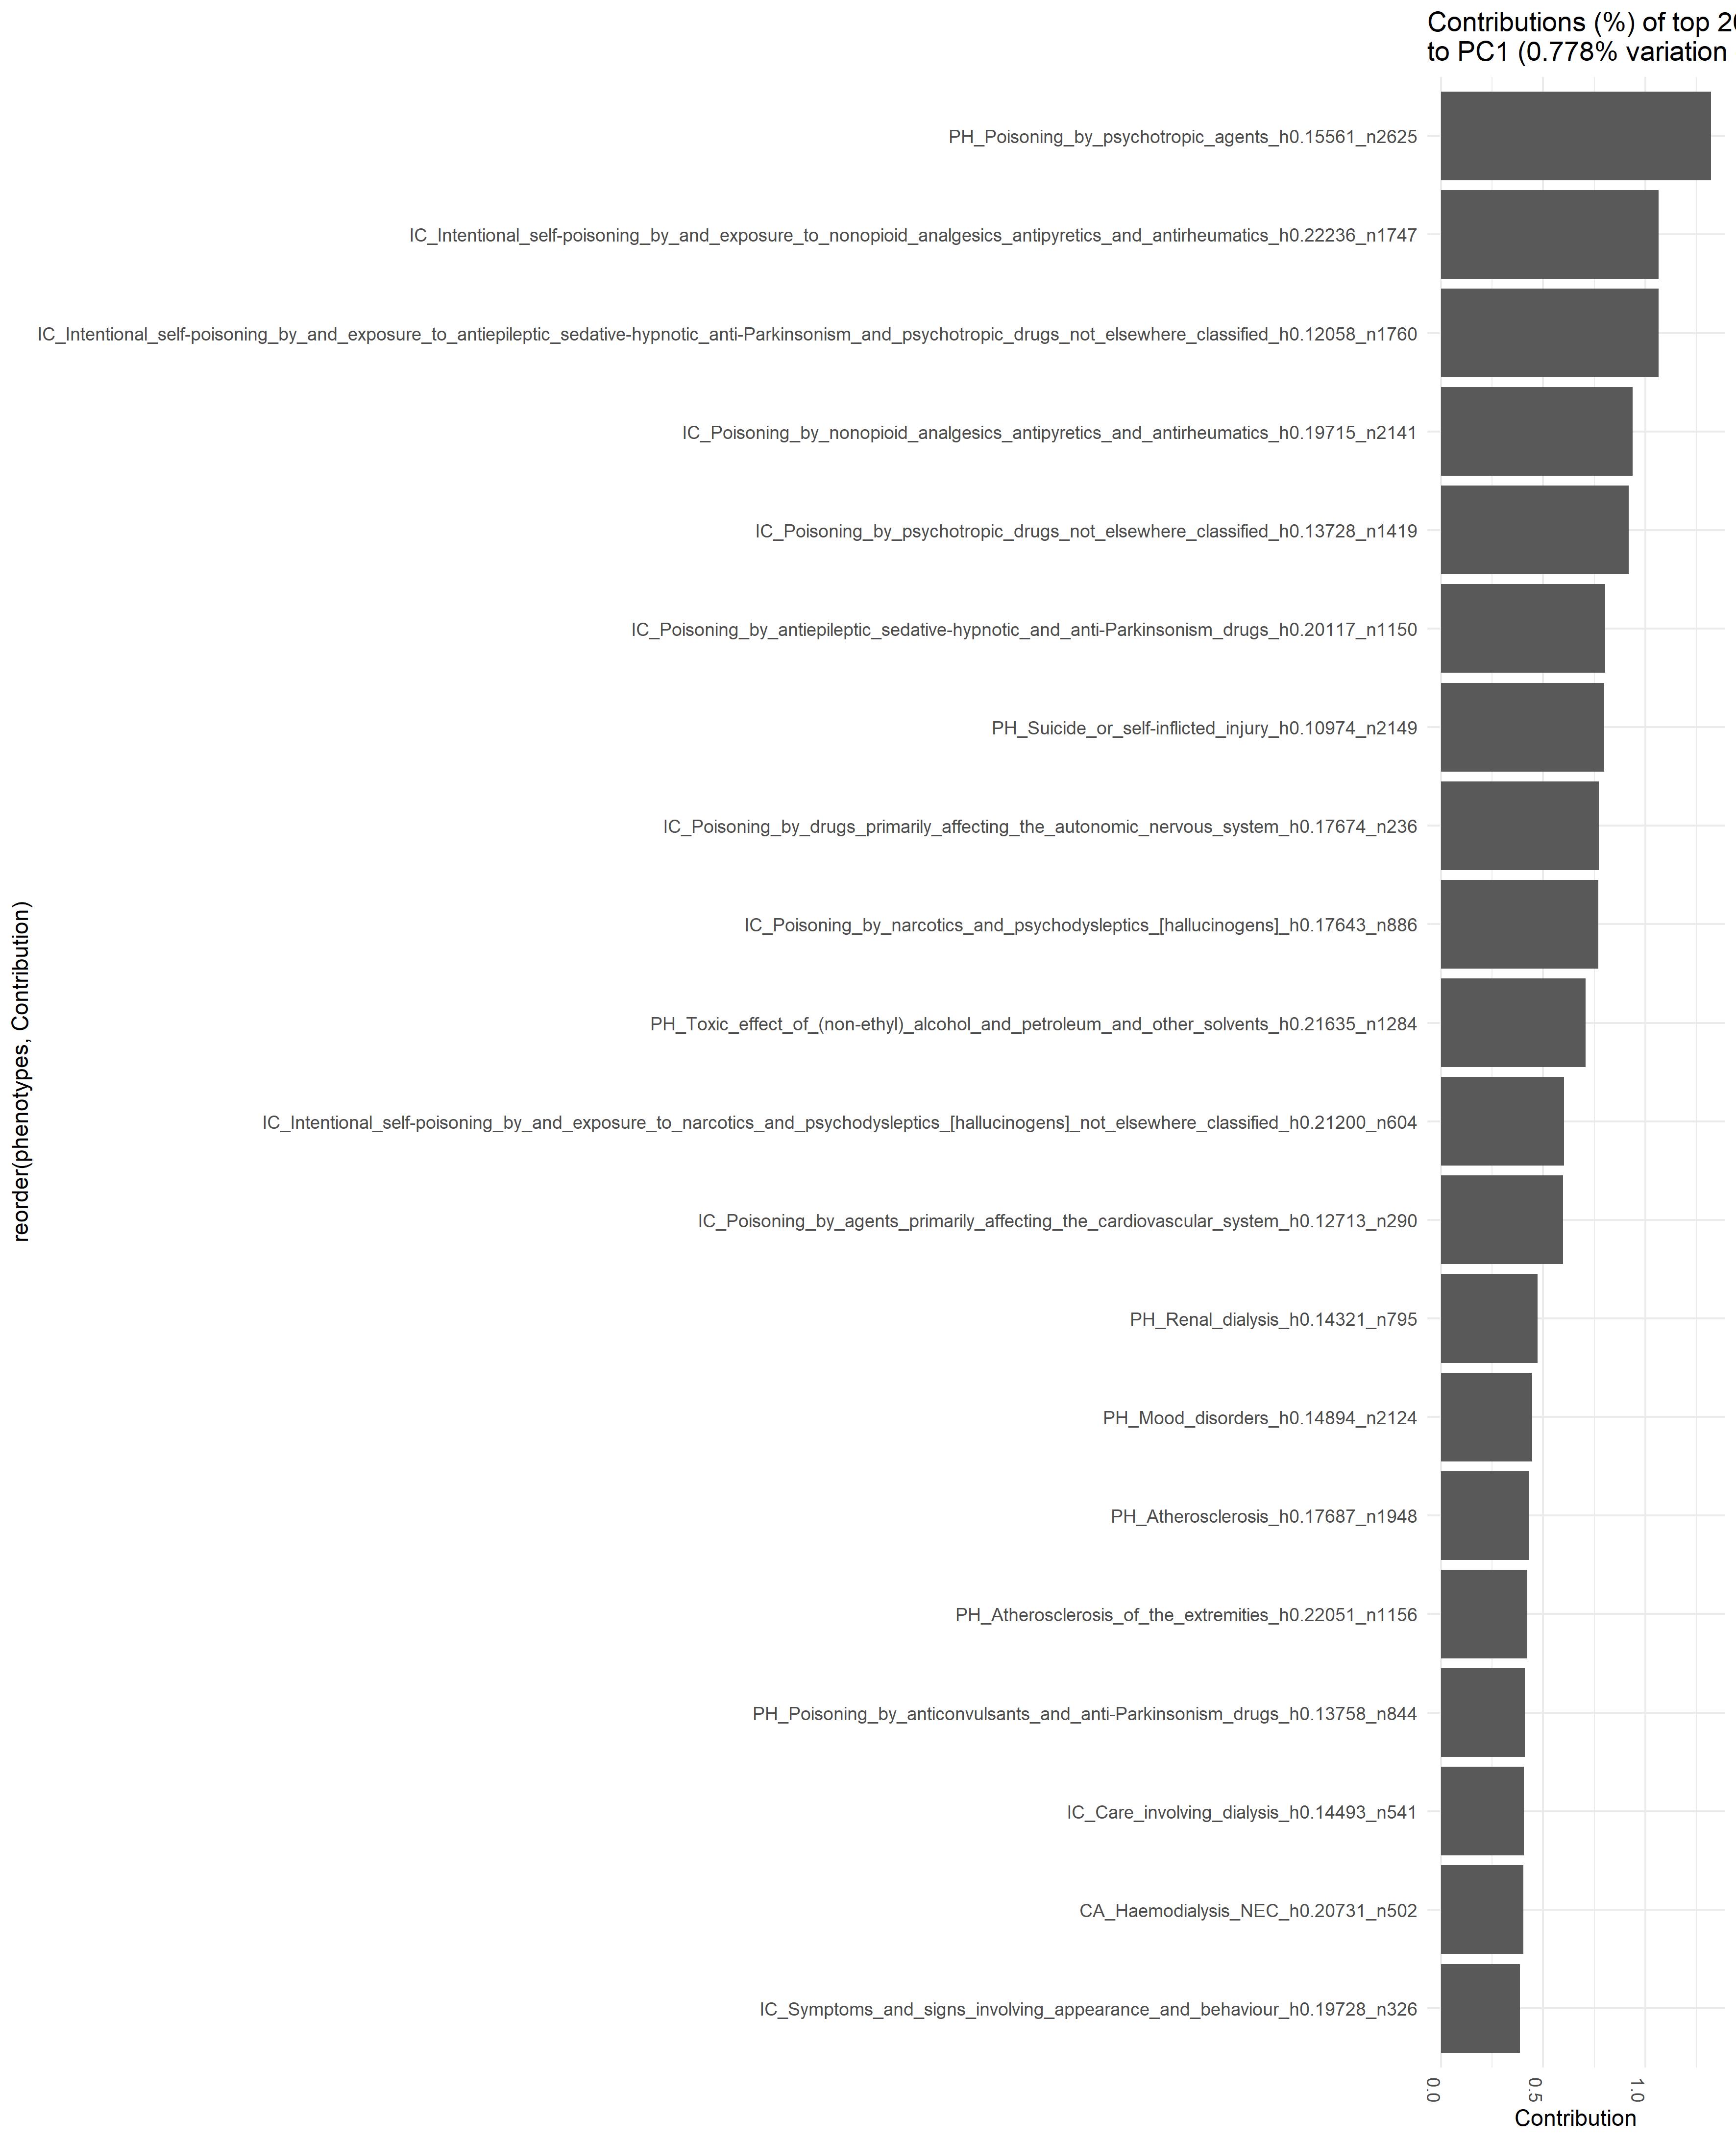 Contributions (%) of top 20
to PC1 (0.778% variation
PH_Poisoning_by_psychotropic_agents_h0.15561_n2625
IC_Intentional_self-poisoning_by_and_exposure_to_nonopioid_analgesics_antipyretics_and_antirheumatics_h0.22236_n1747
IC_Intentional_self-poisoning_by_and_exposure_to_antiepileptic_sedative-hypnotic_anti-Parkinsonism_and_psychotropic_drugs_not_elsewhere_classified_h0.12058_n1760
IC_Poisoning_by_nonopioid_analgesics_antipyretics_and_antirheumatics_h0.19715_n2141
IC_Poisoning_by_psychotropic_drugs_not_elsewhere_classified_h0.13728_n1419
IC_Poisoning_by_antiepileptic_sedative-hypnotic_and_anti-Parkinsonism_drugs_h0.20117_n1150
PH_Suicide_or_self-inflicted_injury_h0.10974_n2149
IC_Poisoning_by_drugs_primarily_affecting_the_autonomic_nervous_system_h0.17674_n236
IC_Poisoning_by_narcotics_and_psychodysleptics_[hallucinogens]_h0.17643_n886
PH_Toxic_effect_of_(non-ethyl)_alcohol_and_petroleum_and_other_solvents_h0.21635_n1284
IC_Intentional_self-poisoning_by_and_exposure_to_narcotics_and_psychodysleptics_[hallucinogens]_not_elsewhere_classified_h0.21200_n604
IC_Poisoning_by_agents_primarily_affecting_the_cardiovascular_system_h0.12713_n290
PH_Renal_dialysis_h0.14321_n795
PH_Mood_disorders_h0.14894_n2124
PH_Atherosclerosis_h0.17687_n1948
PH_Atherosclerosis_of_the_extremities_h0.22051_n1156
PH_Poisoning_by_anticonvulsants_and_anti-Parkinsonism_drugs_h0.13758_n844
IC_Care_involving_dialysis_h0.14493_n541
CA_Haemodialysis_NEC_h0.20731_n502
IC_Symptoms_and_signs_involving_appearance_and_behaviour_h0.19728_n326
reorder(phenotypes, Contribution)
0.0 0.5 1.0
Contribution